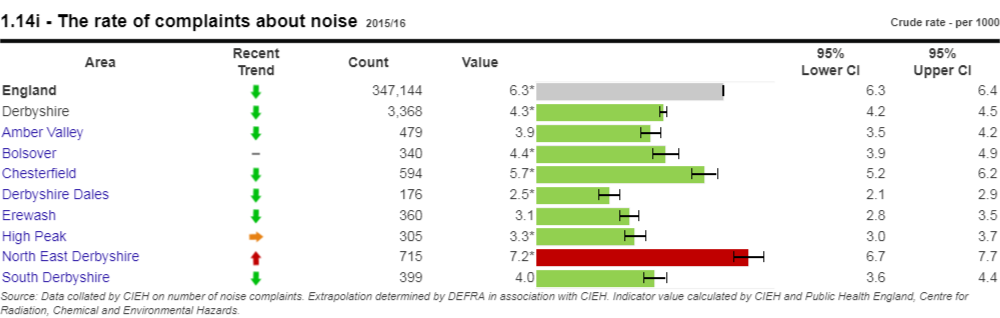 1.14i - The rate of complaints about noise 2015/16 Crude rate - per 1000
Area Recent Trend Count Value 95% Lower CI 95% Upper CI
England 347,144 6.3* 6.3 6.4
Derbyshire 3,368 4.3* 4.2 4.5
Amber Valley 479 3.9 3.5 4.2
Bolsover – 340 4.4* 3.9 4.9
Chesterfield 594 5.7* 5.2 6.2
Derbyshire Dales 176 2.5* 2.1 2.9
Erewash 360 3.1 2.8 3.5
High Peak 305 3.3* 3.0 3.7
North East Derbyshire 715 7.2* 6.7 7.7
South Derbyshire 399 4.0 3.6 4.4
Source: Data collated by CIEH on number of noise complaints. Extrapolation determined by DEFRA in association with CIEH. Indicator value calculated by CIEH and Public Health England, Centre for
Radiation, Chemical and Environmental Hazards.